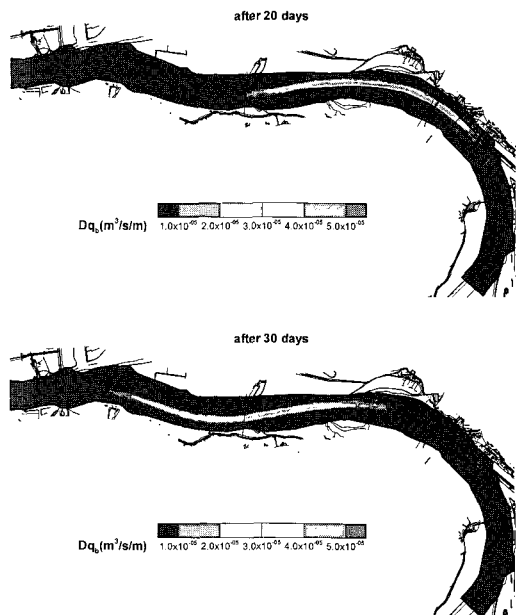 after 20 days
Dq_b(m³/s/m)
1.0x10⁻⁰⁵ 2.0x10⁻⁰⁵ 3.0x10⁻⁰⁵ 4.0x10⁻⁰⁵ 5.0x10⁻⁰⁵
after 30 days
Dq_b(m³/s/m)
1.0x10⁻⁰⁵ 2.0x10⁻⁰⁵ 3.0x10⁻⁰⁵ 4.0x10⁻⁰⁵ 5.0x10⁻⁰⁵